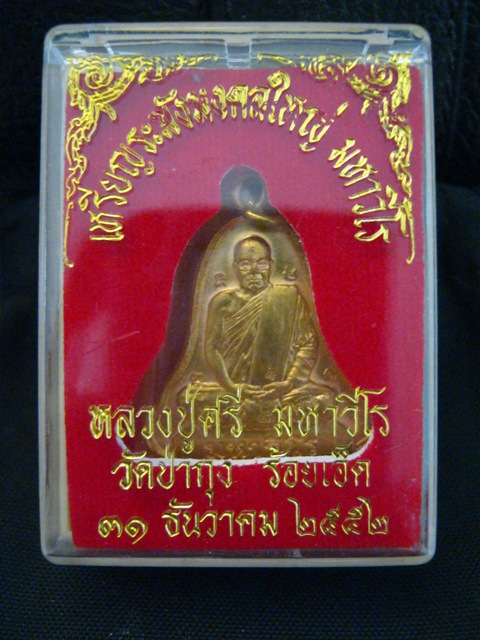 เหรียญระฆังมงคลใหญ่ มหาวีโร
หลวงปู่ศรี มหาวีโร
วัดป่ากุง ร้อยเอ็ด
๓๑ ธันวาคม ๒๕๕๒